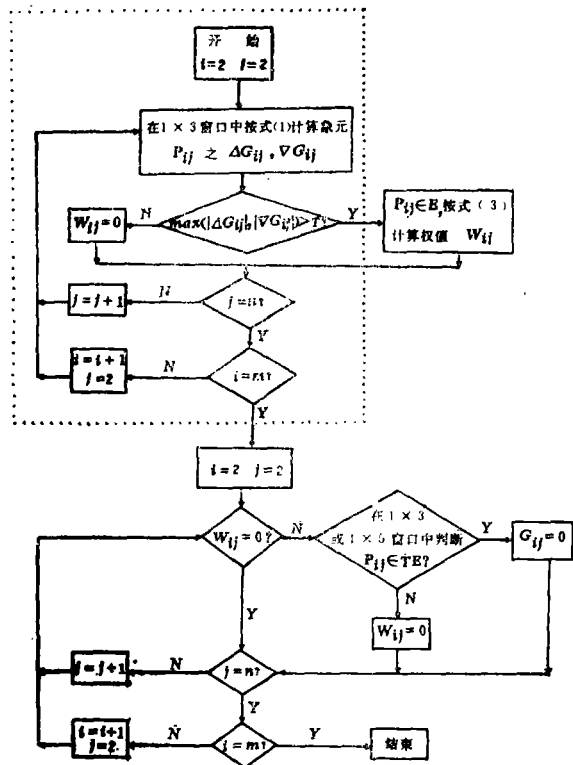 开 始
i=2 j=2
在1×3窗口中按式(1)计算象元
Pij 之 ΔGij , ∇Gij
max(|ΔGij|,|∇Gij|)>T?
N
Y
Wij=0
Pij∈E,按式(3)
计算权值 Wij
j=n?
N
j=j+1
Y
i=m?
N
i=i+1
j=2
Y
i=2 j=2
Wij=0?
N
在1×3
或1×5窗口中判断
Pij∈TE?
Y
Gij=0
N
Wij=0
Y
j=n?
N
j=j+1
Y
i=m?
N
i=i+1
j=2
Y
结束